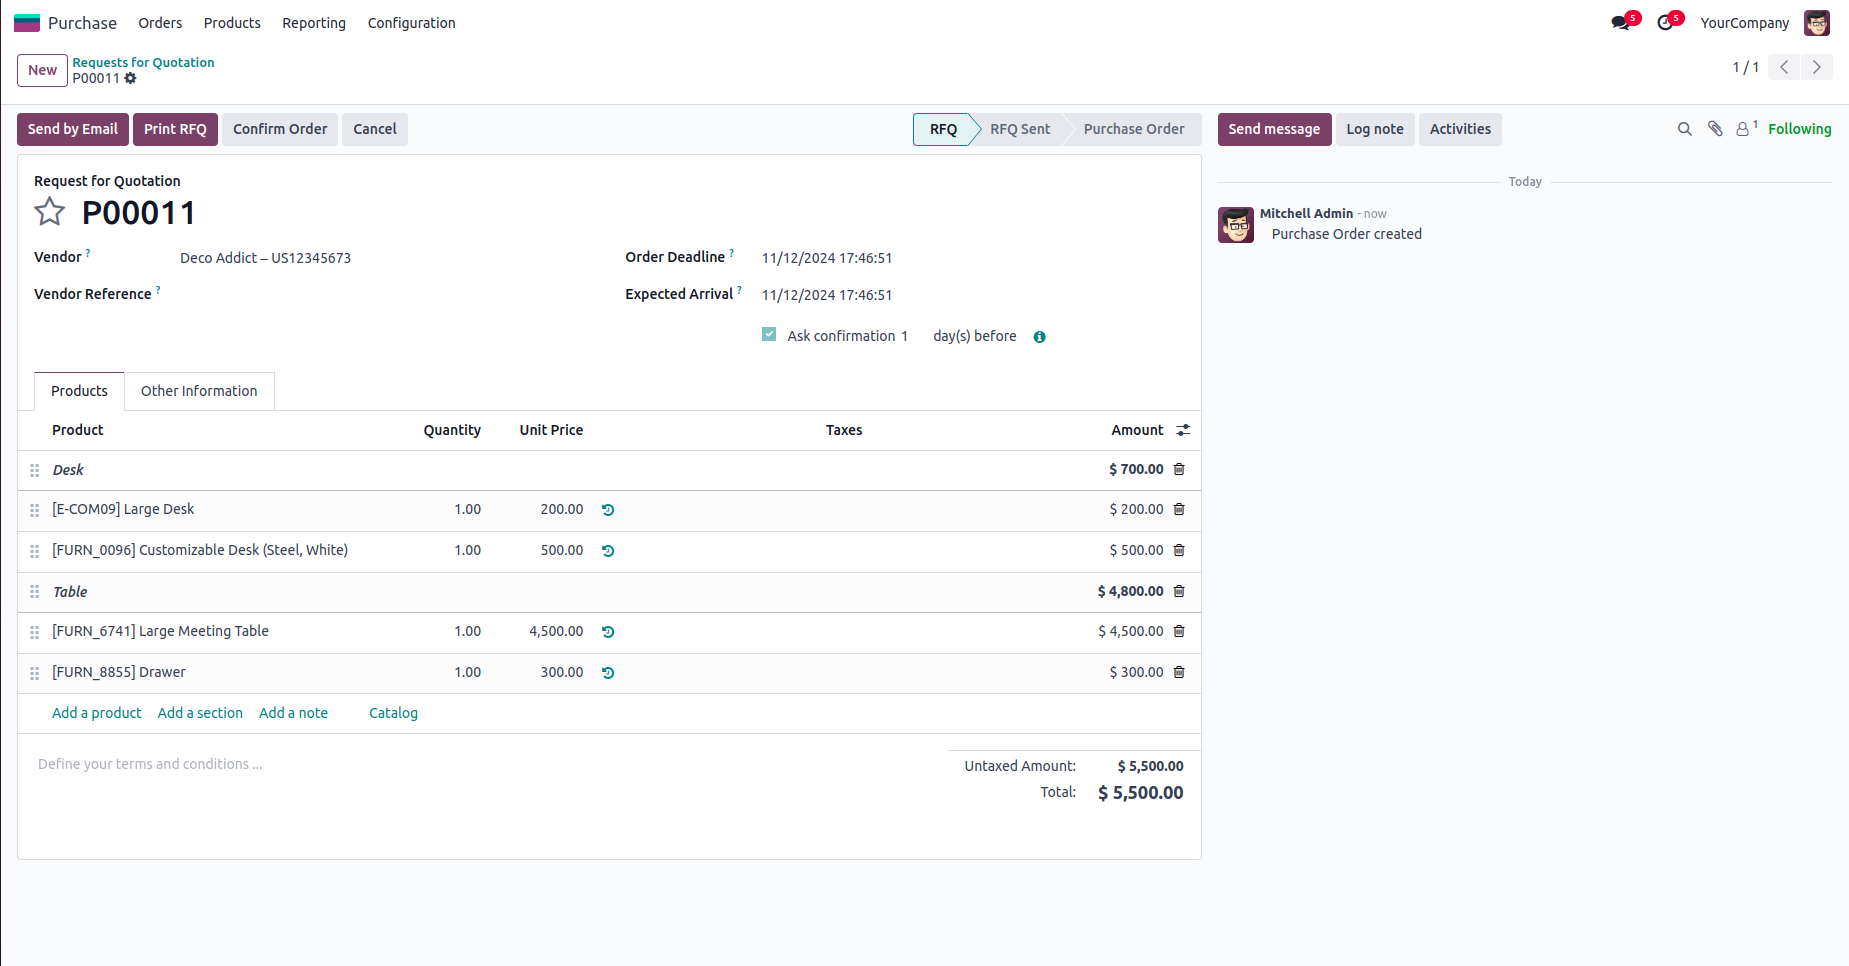 Purchase Orders Products Reporting Configuration 5 5 YourCompany
New Requests for Quotation
P00011
1 / 1
Send by Email Print RFQ Confirm Order Cancel RFQ RFQ Sent Purchase Order Send message Log note Activities 1 Following
Request for Quotation
P00011
Vendor ? Deco Addict – US12345673 Order Deadline ? 11/12/2024 17:46:51
Vendor Reference ? Expected Arrival ? 11/12/2024 17:46:51
Ask confirmation 1 day(s) before
Products Other Information
Product Quantity Unit Price Taxes Amount
Desk $ 700.00
[E-COM09] Large Desk 1.00 200.00 $ 200.00
[FURN_0096] Customizable Desk (Steel, White) 1.00 500.00 $ 500.00
Table $ 4,800.00
[FURN_6741] Large Meeting Table 1.00 4,500.00 $ 4,500.00
[FURN_8855] Drawer 1.00 300.00 $ 300.00
Add a product Add a section Add a note Catalog
Define your terms and conditions ...
Untaxed Amount: $ 5,500.00
Total: $ 5,500.00
Today
Mitchell Admin - now
Purchase Order created